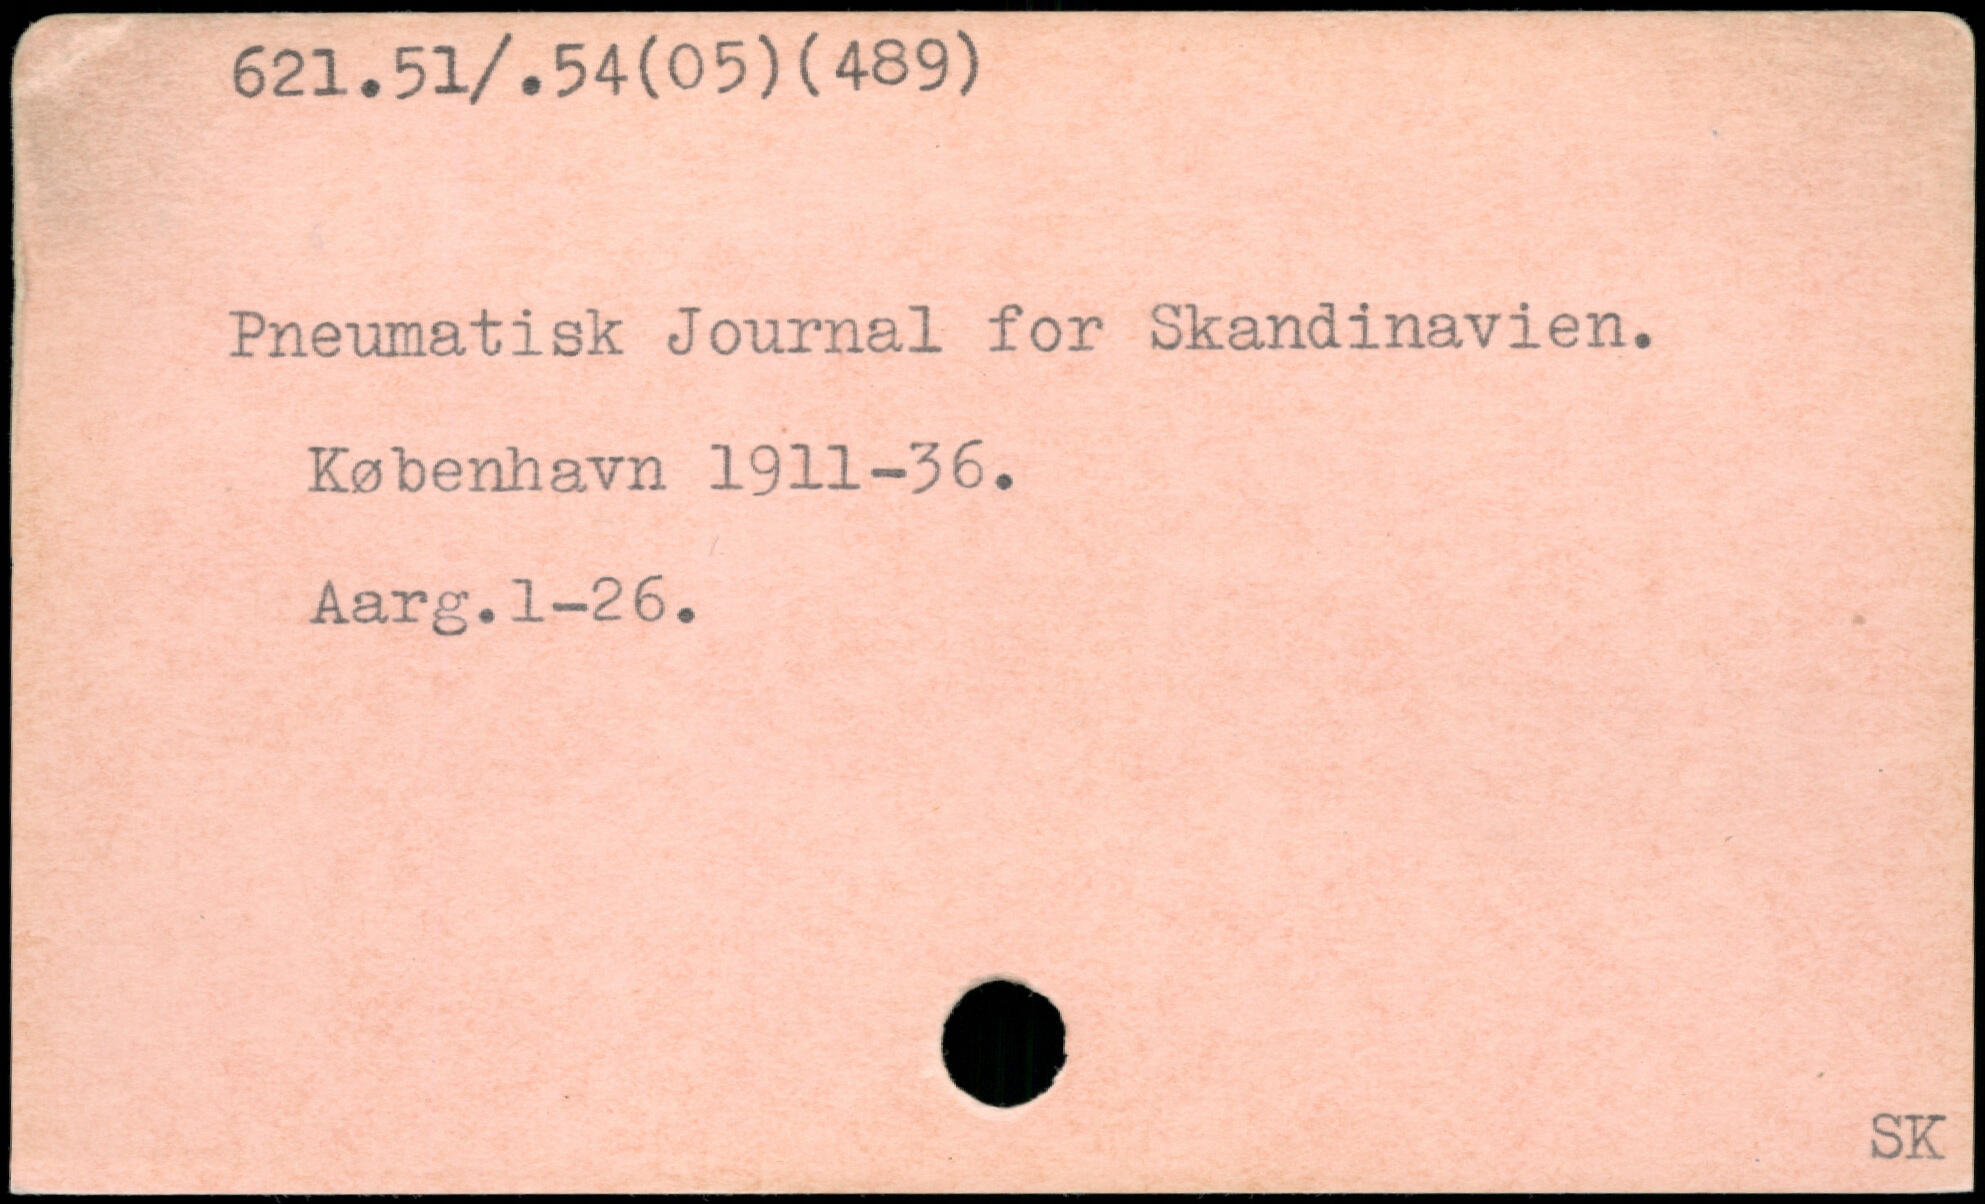 621.51/.54(05)(489)
Pneumatisk Journal for Skandinavien.
København 1911-36.
Aarg.1-26.
SK